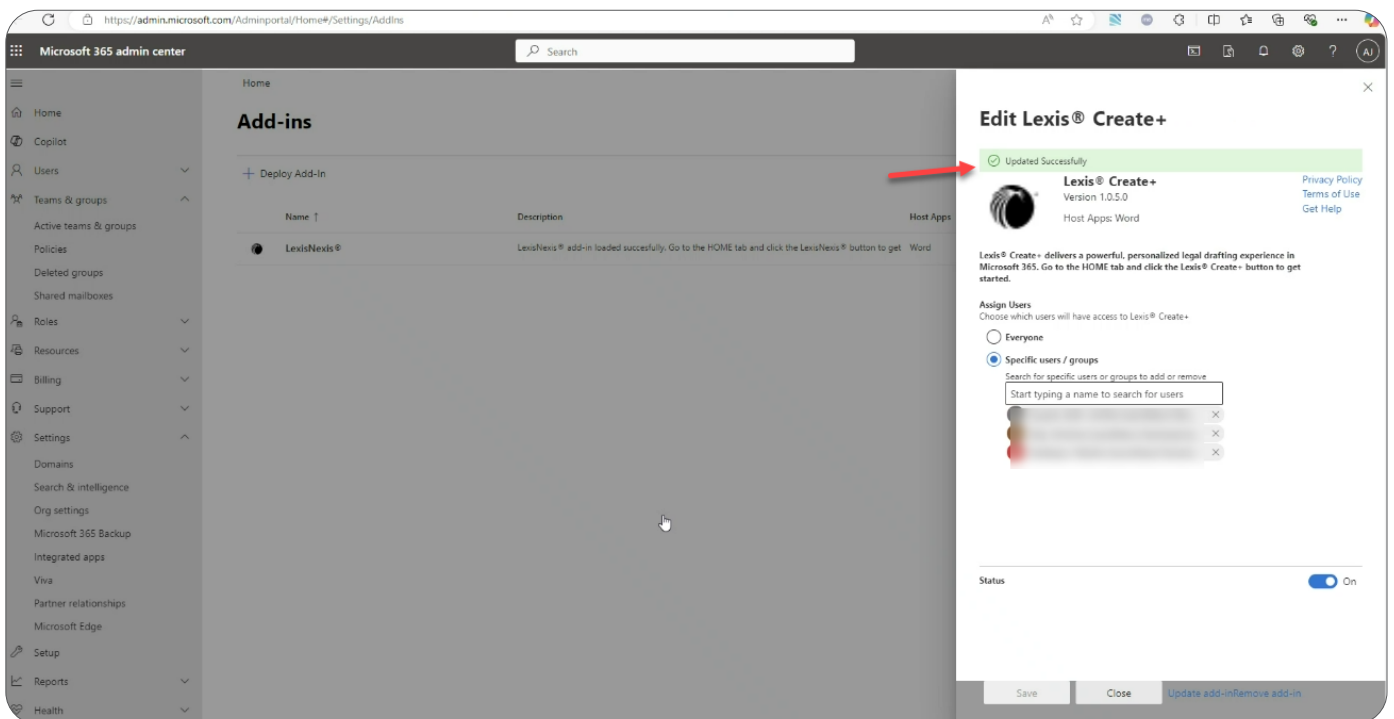 https://admin.microsoft.com/Adminportal/Home#/Settings/AddIns
Microsoft 365 admin center
Search
AJ
Home
Copilot
Users
Teams & groups
Active teams & groups
Policies
Deleted groups
Shared mailboxes
Roles
Resources
Billing
Support
Settings
Domains
Search & intelligence
Org settings
Microsoft 365 Backup
Integrated apps
Viva
Partner relationships
Microsoft Edge
Setup
Reports
Health
Home
Add-ins
Deploy Add-In
Name ↑ Description Host Apps
LexisNexis® LexisNexis® add-in loaded succesfully. Go to the HOME tab and click the LexisNexis® button to get Word
Edit Lexis® Create+
Updated Successfully
Lexis® Create+
Version 1.0.5.0
Host Apps: Word
Privacy Policy
Terms of Use
Get Help
Lexis® Create+ delivers a powerful, personalized legal drafting experience in
Microsoft 365. Go to the HOME tab and click the Lexis® Create+ button to get
started.
Assign Users
Choose which users will have access to Lexis® Create+
Everyone
Specific users / groups
Search for specific users or groups to add or remove
Start typing a name to search for users
Status On
Save Close Update add-inRemove add-in